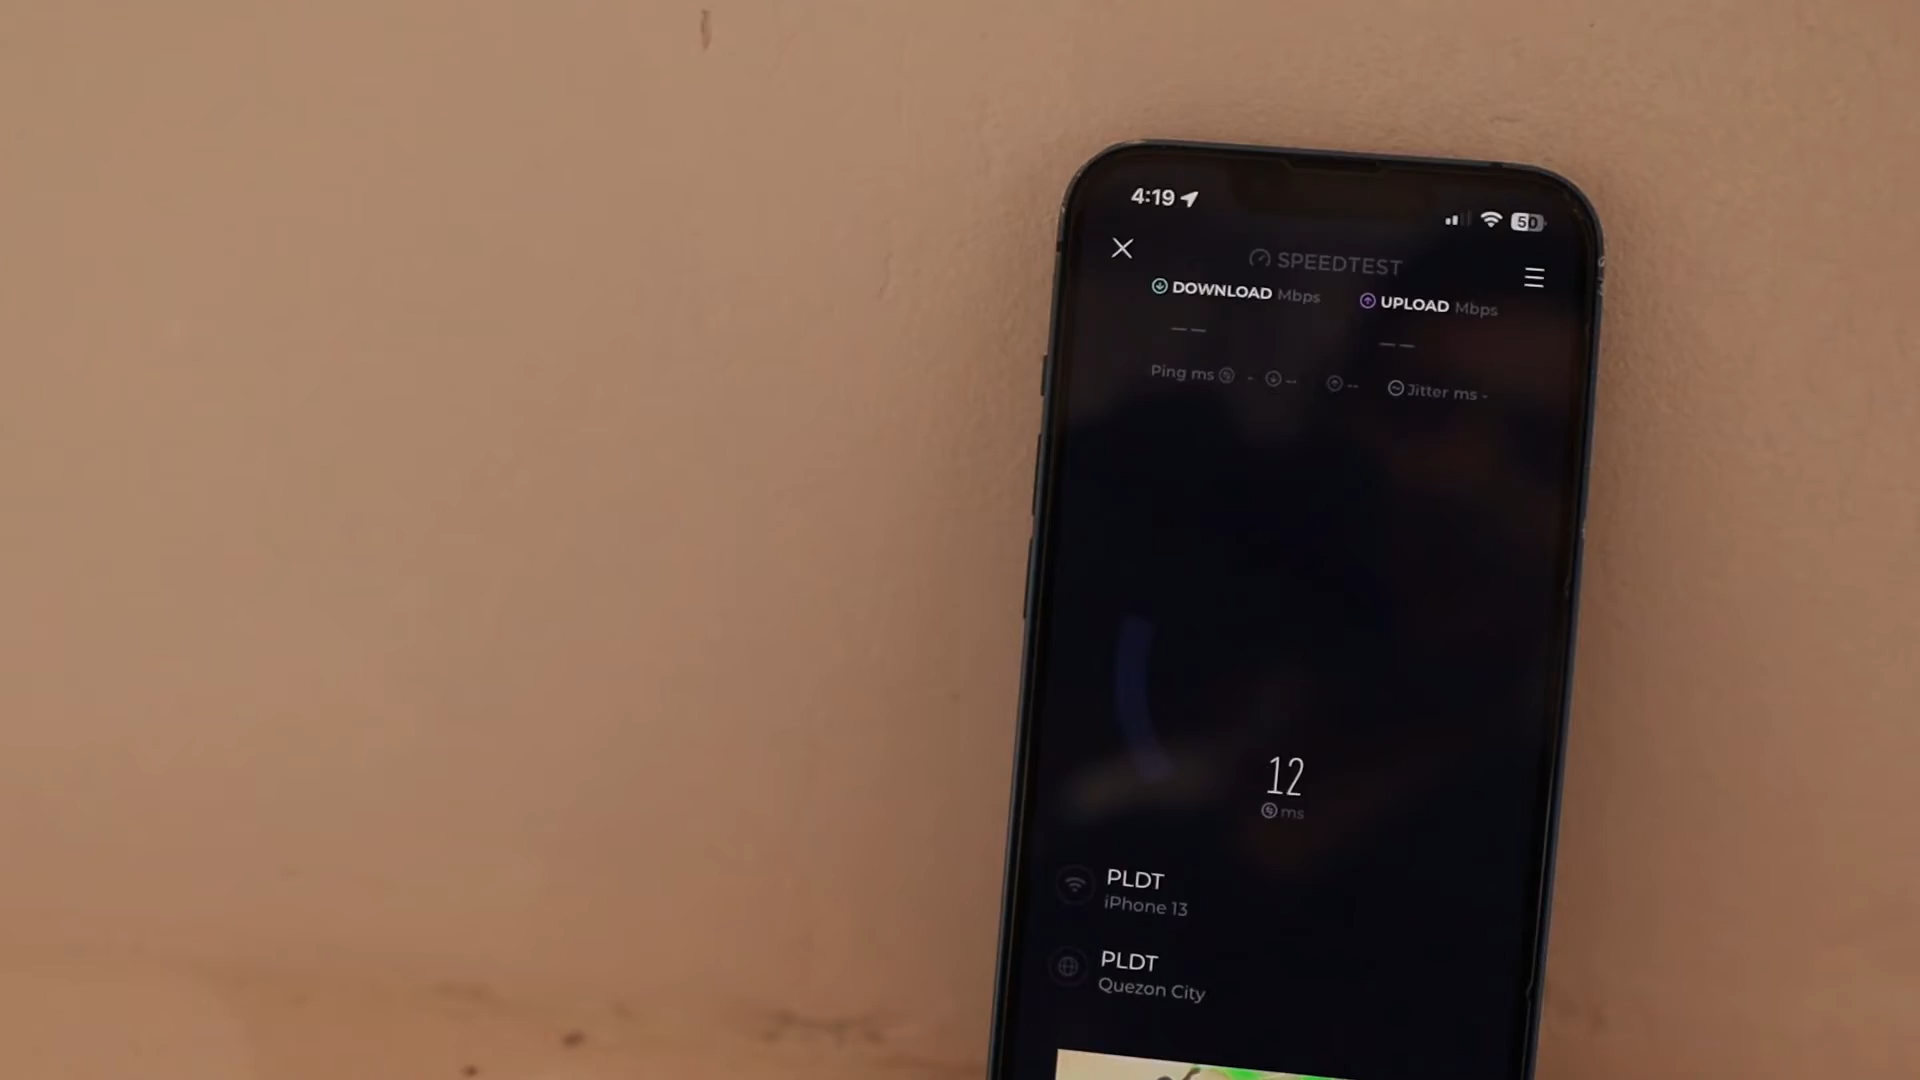 4:19
50
SPEEDTEST
DOWNLOAD Mbps UPLOAD Mbps
-- --
Ping ms - -- -- Jitter ms -
12
ms
PLDT
iPhone 13
PLDT
Quezon City